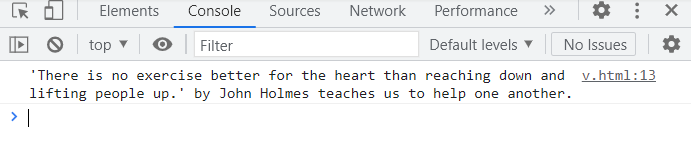 Elements Console Sources Network Performance »
top ▼ Filter Default levels ▼ No Issues
'There is no exercise better for the heart than reaching down and v.html:13
lifting people up.' by John Holmes teaches us to help one another.
>